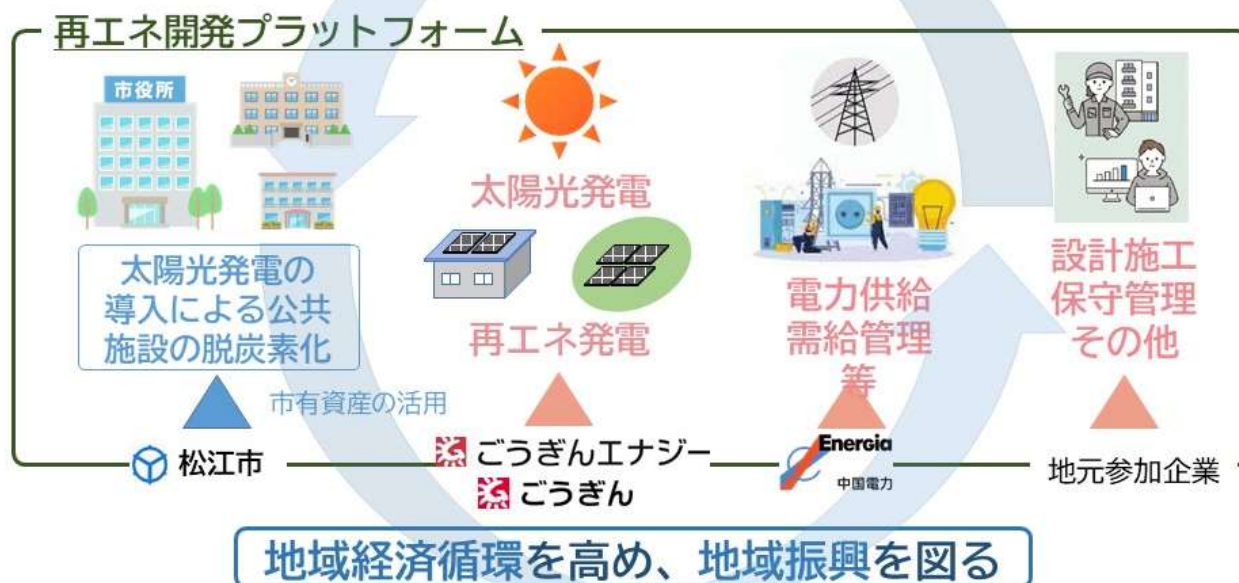 再エネ開発プラットフォーム
市役所
太陽光発電の
導入による公共
施設の脱炭素化
太陽光発電
再エネ発電
電力供給
需給管理
等
設計施工
保守管理
その他
市有資産の活用
松江市
ごうぎんエナジー
ごうぎん
Energia
中国電力
地元参加企業
地域経済循環を高め、地域振興を図る